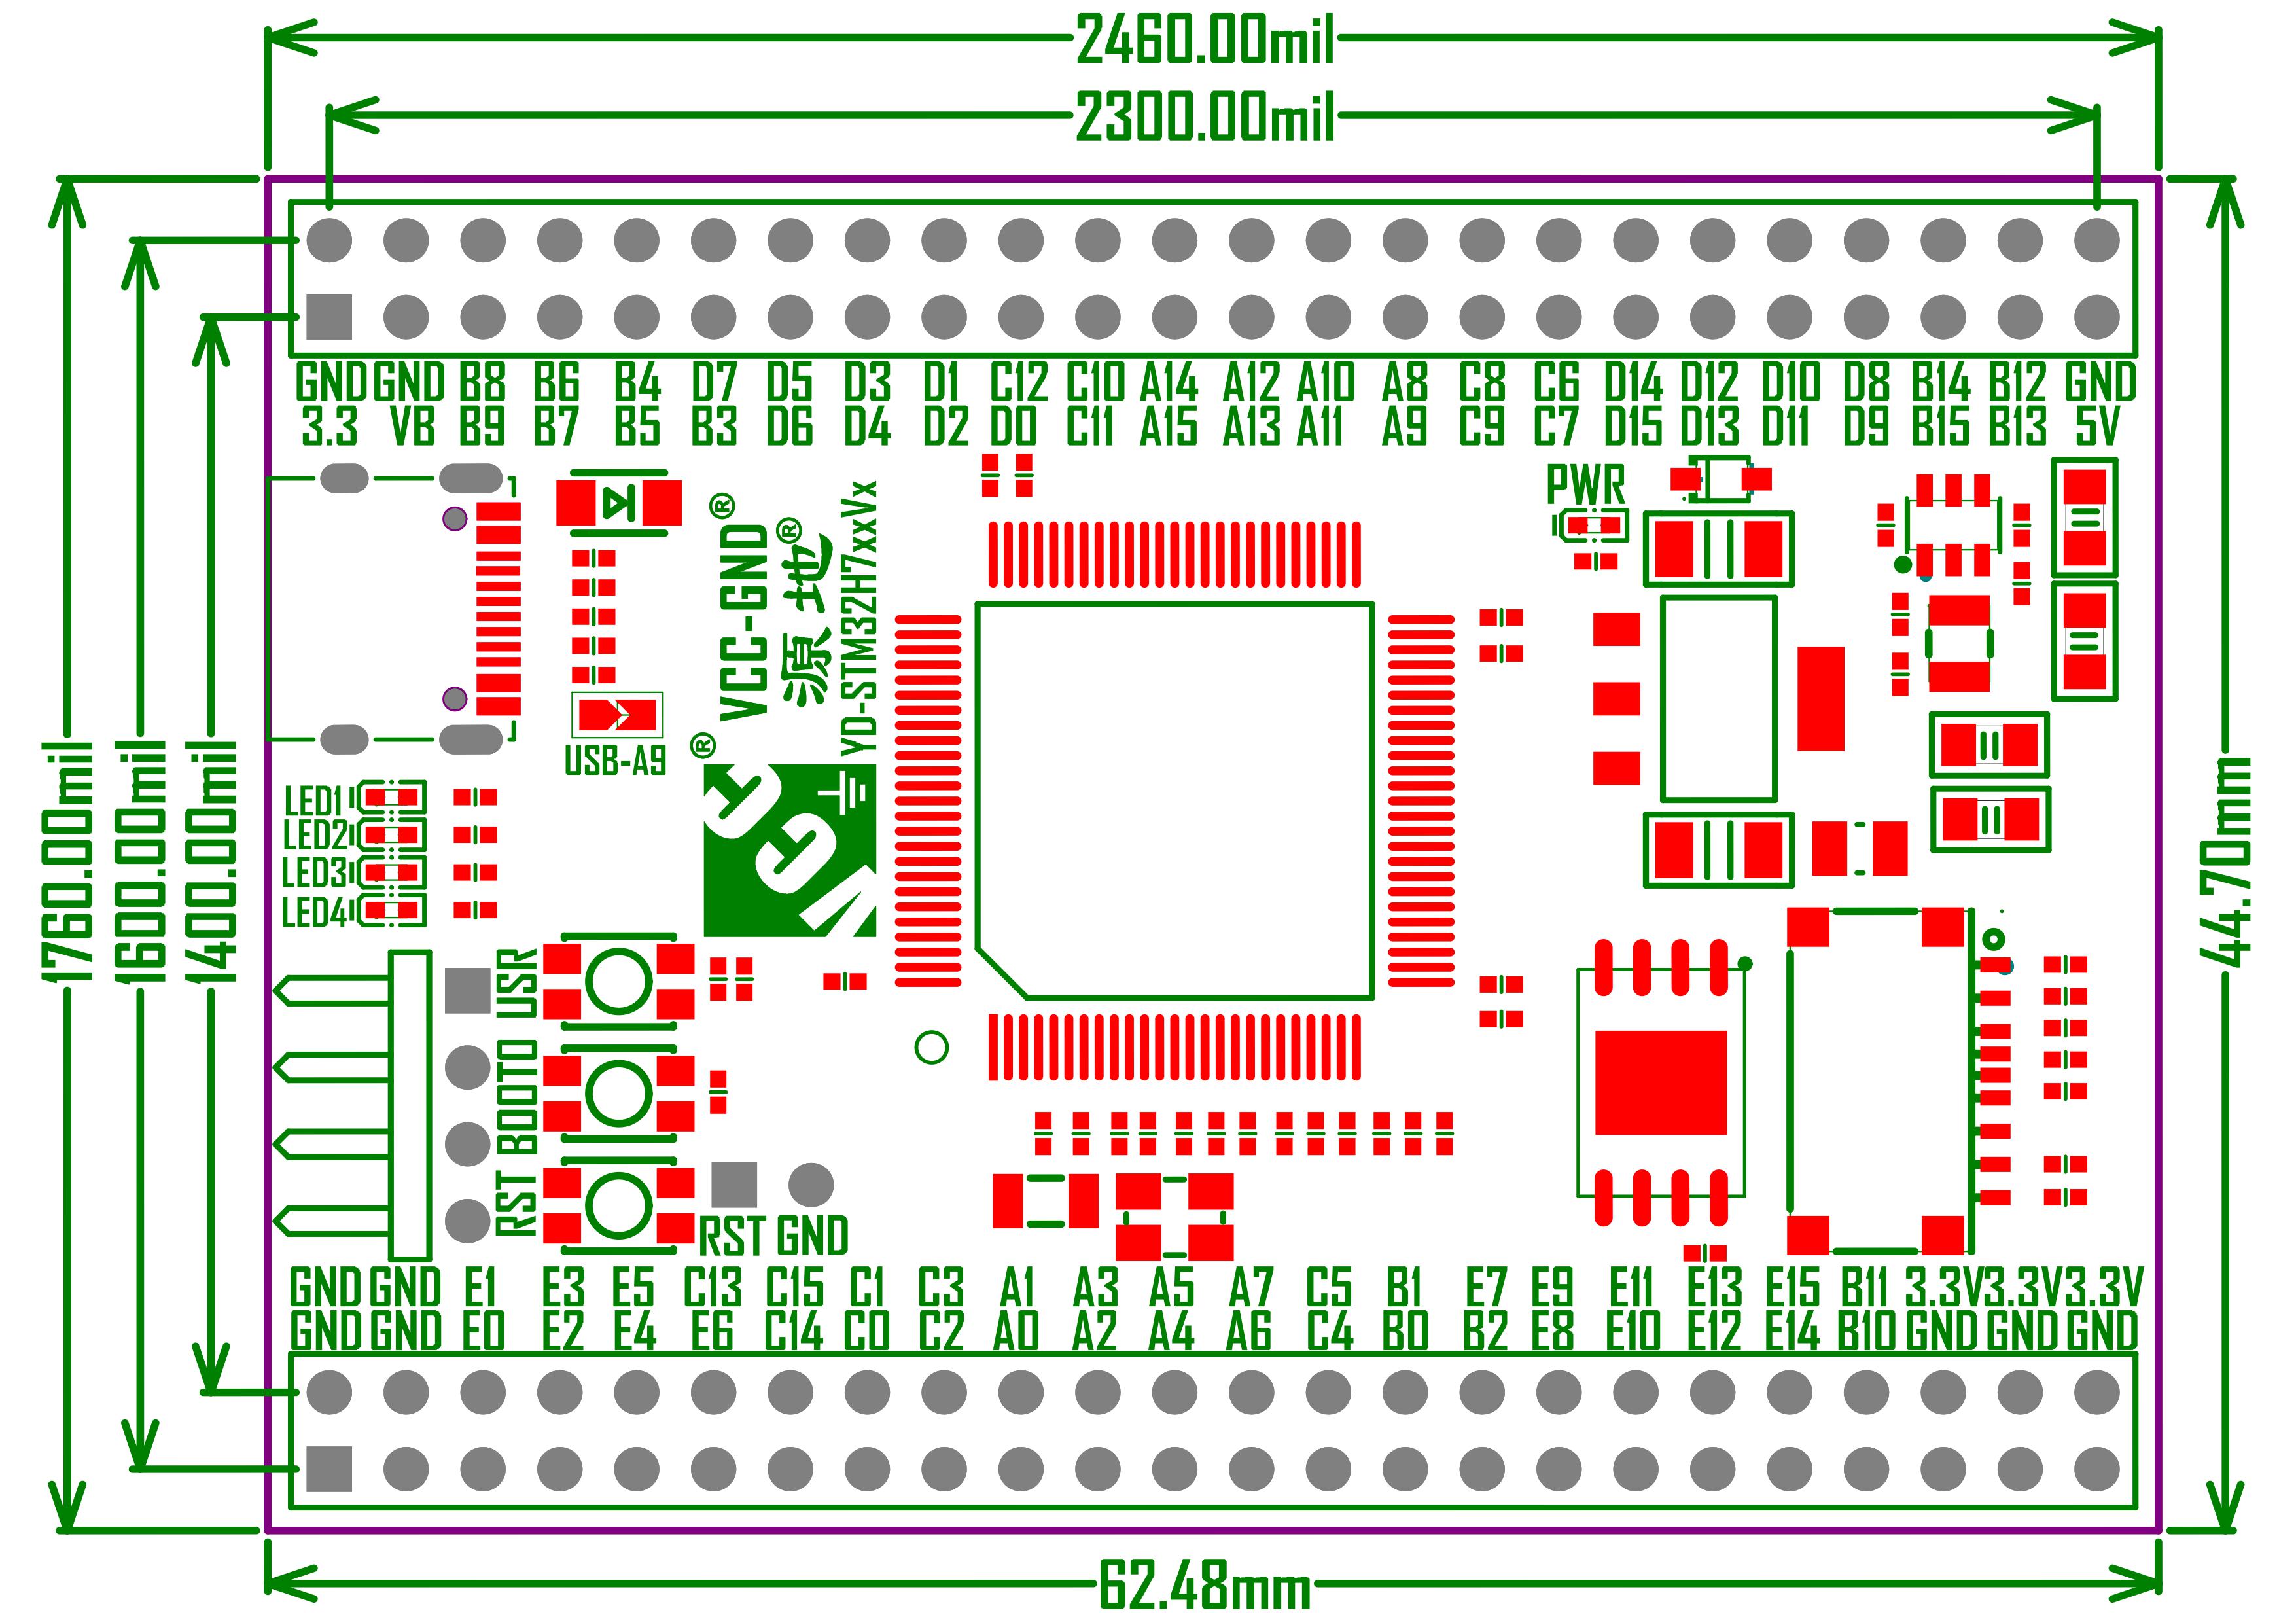 2460.00mil
2300.00mil
GND GND B8 B6 B4 D7 D5 D3 D1 C12 C10 A14 A12 A10 A8 C8 C6 D14 D12 D10 D8 B14 B12 GND
3.3 VB B9 B7 B5 B3 D6 D4 D2 D0 C11 A15 A13 A11 A9 C9 C7 D15 D13 D11 D9 B15 B13 5V
PWR
VCC-GND®
源地®
YD-STM32H7xxVx
USB-A9
®
VCC
LED1
LED2
LED3
LED4
1760.00mil
1600.00mil
1400.00mil
44.70mm
USR
BOOT0
RST
RST GND
GND GND E1 E3 E5 C13 C15 C1 C3 A1 A3 A5 A7 C5 B1 E7 E9 E11 E13 E15 B11 3.3V 3.3V 3.3V
GND GND E0 E2 E4 E6 C14 C0 C2 A0 A2 A4 A6 C4 B0 B2 E8 E10 E12 E14 B10 GND GND GND
62.48mm